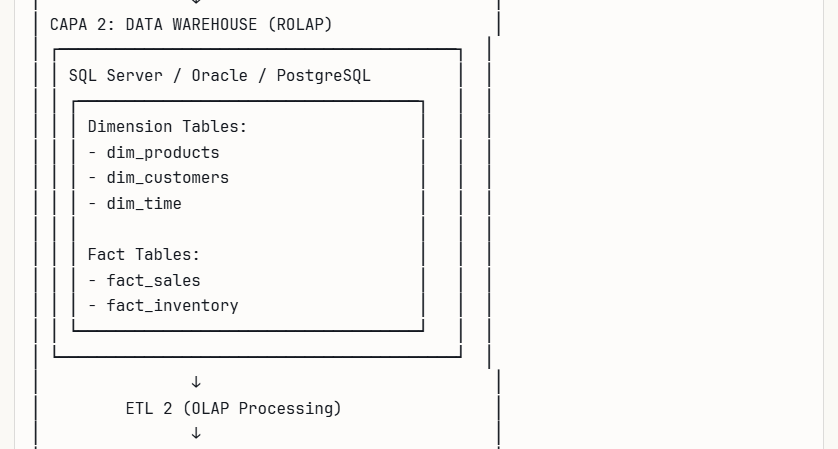 CAPA 2: DATA WAREHOUSE (ROLAP)
SQL Server / Oracle / PostgreSQL
Dimension Tables:
- dim_products
- dim_customers
- dim_time
Fact Tables:
- fact_sales
- fact_inventory
↓
ETL 2 (OLAP Processing)
↓